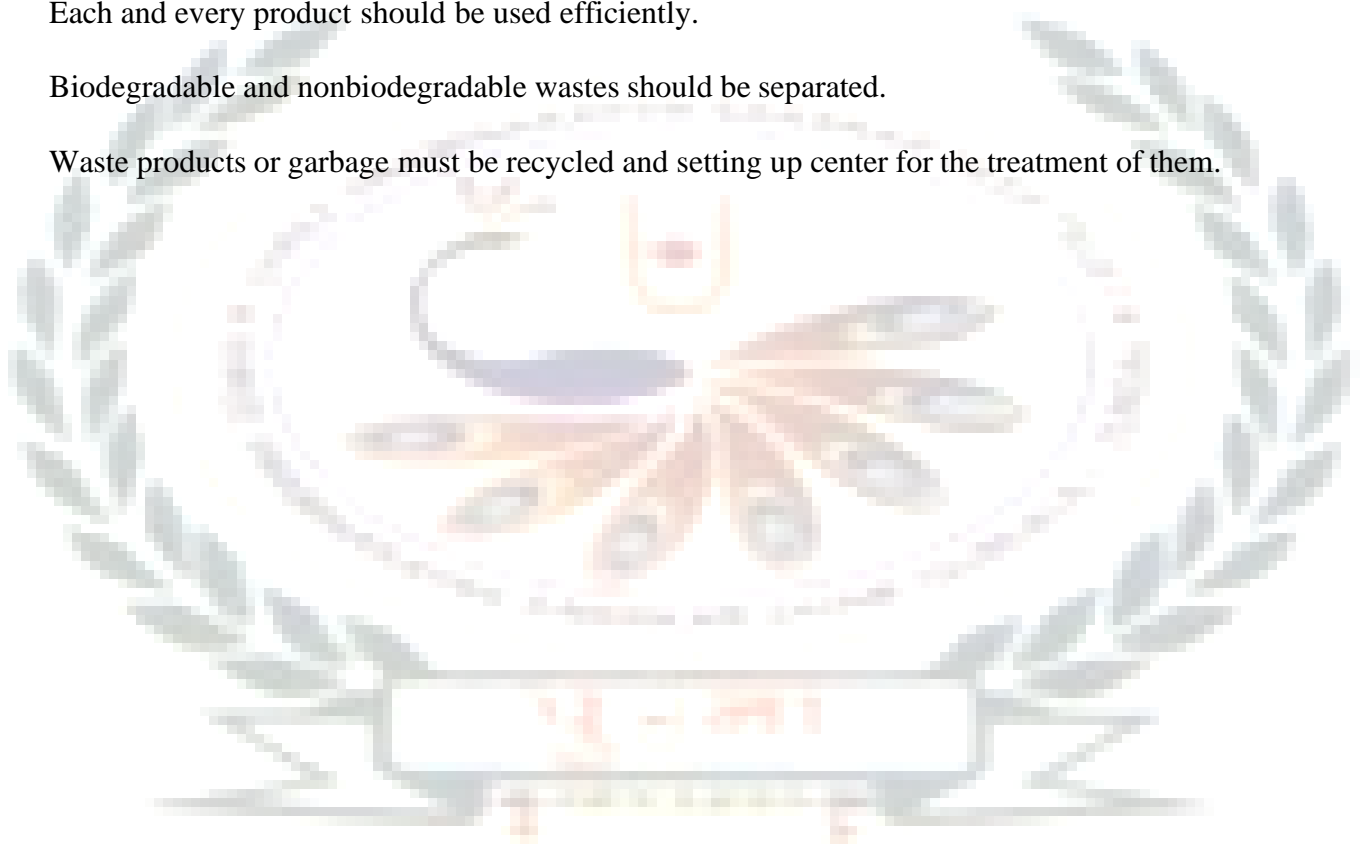 Each and every product should be used efficiently.
Biodegradable and nonbiodegradable wastes should be separated.
Waste products or garbage must be recycled and setting up center for the treatment of them.